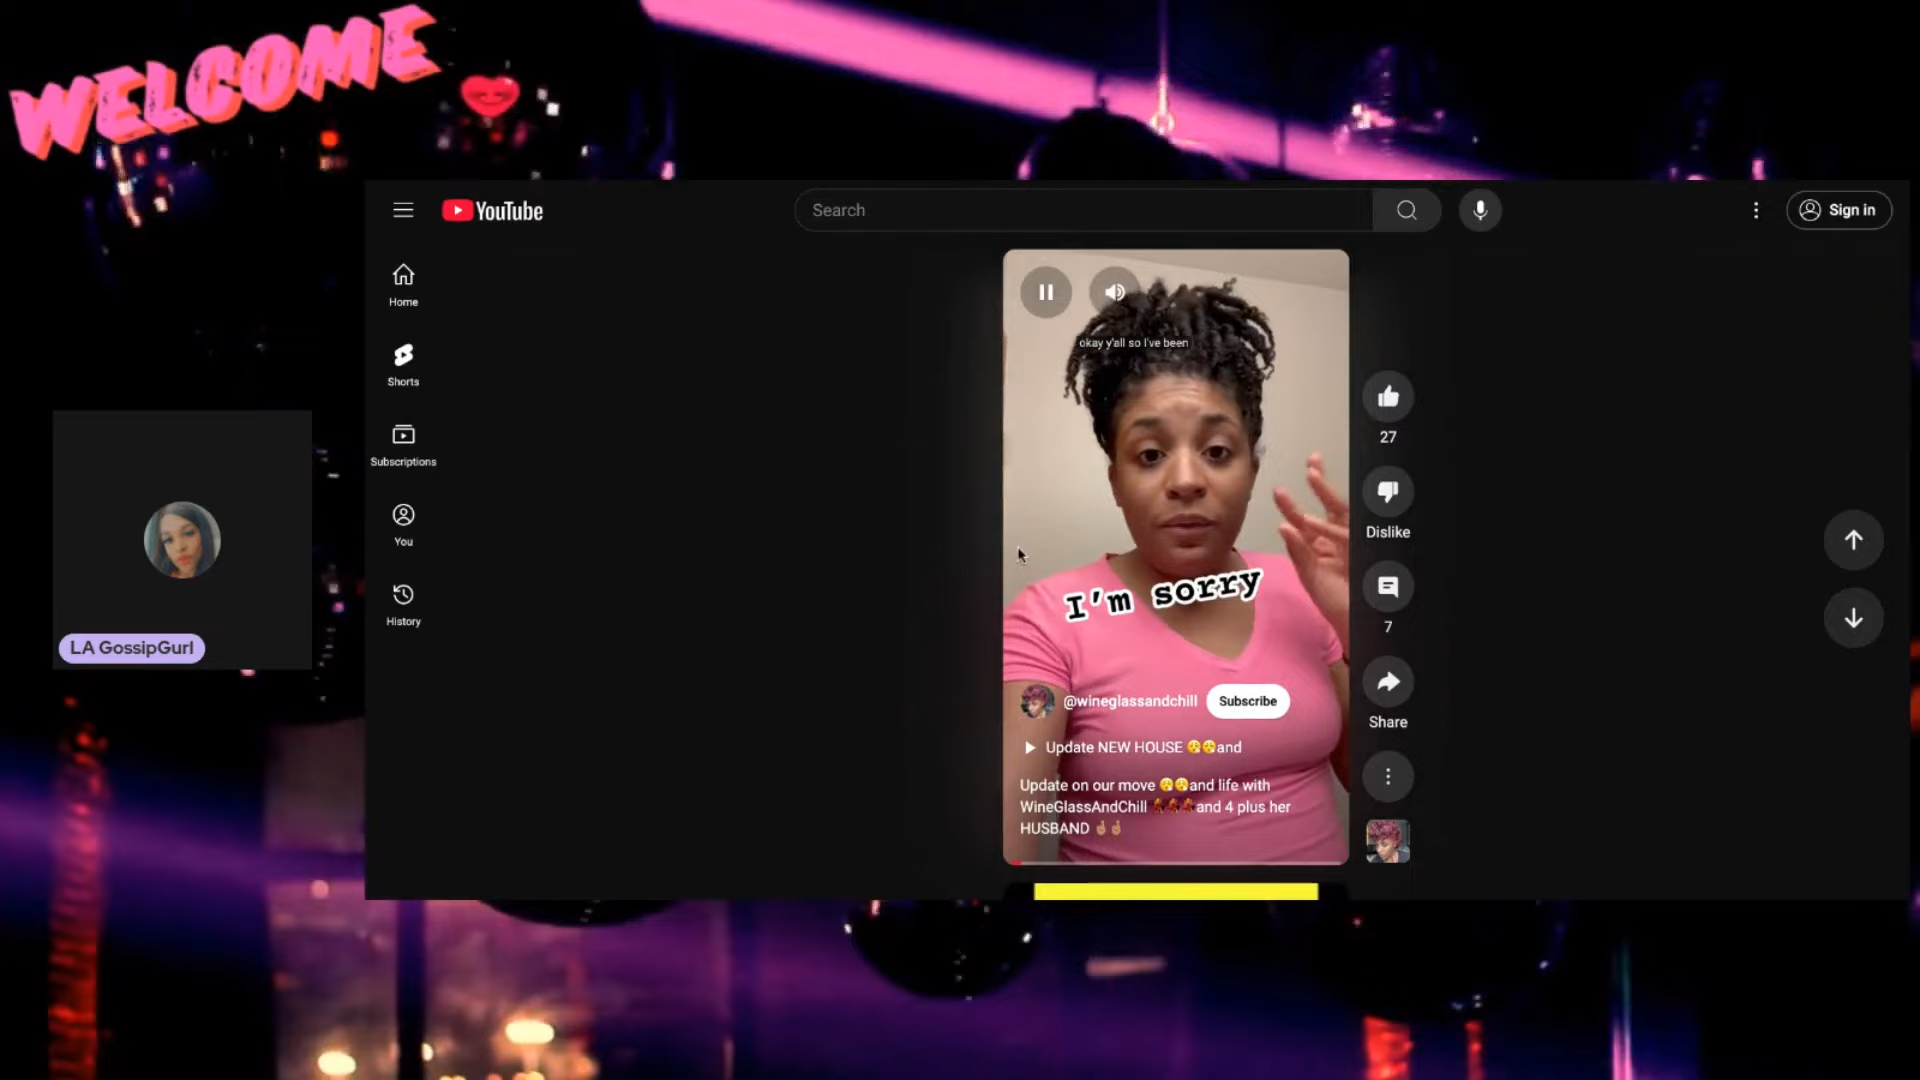 WELCOME
YouTube
Search
Sign in
Home
Shorts
Subscriptions
You
History
okay y'all so I've been
I'm sorry
@wineglassandchill
Subscribe
Update NEW HOUSE 😮‍💨😮‍💨and
Update on our move 😮‍💨😮‍💨and life with
WineGlassAndChill 💃🏾💃🏾💃🏾and 4 plus her
HUSBAND 🤞🏽🤞🏽
27
Dislike
7
Share
LA GossipGurl